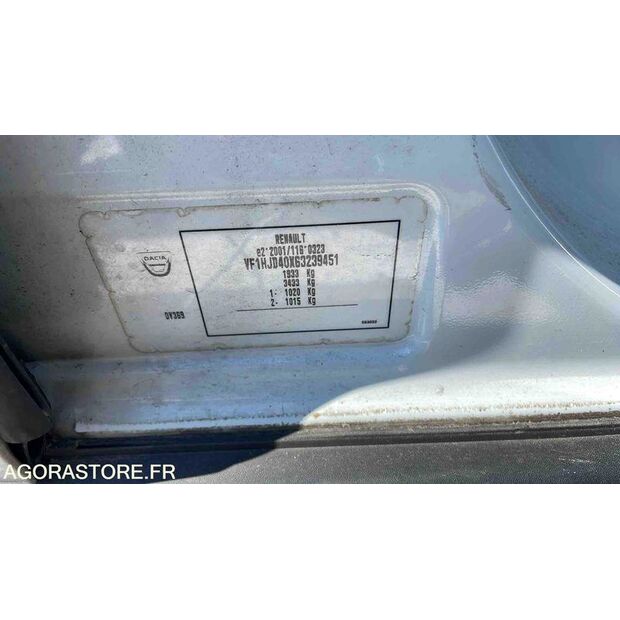 RENAULT
e2*2001/116*0323
VF1HJD40X63239451
1933 Kg
3433 Kg
1- 1020 Kg
2- 1015 Kg
DACIA
OV369
AGORASTORE.FR